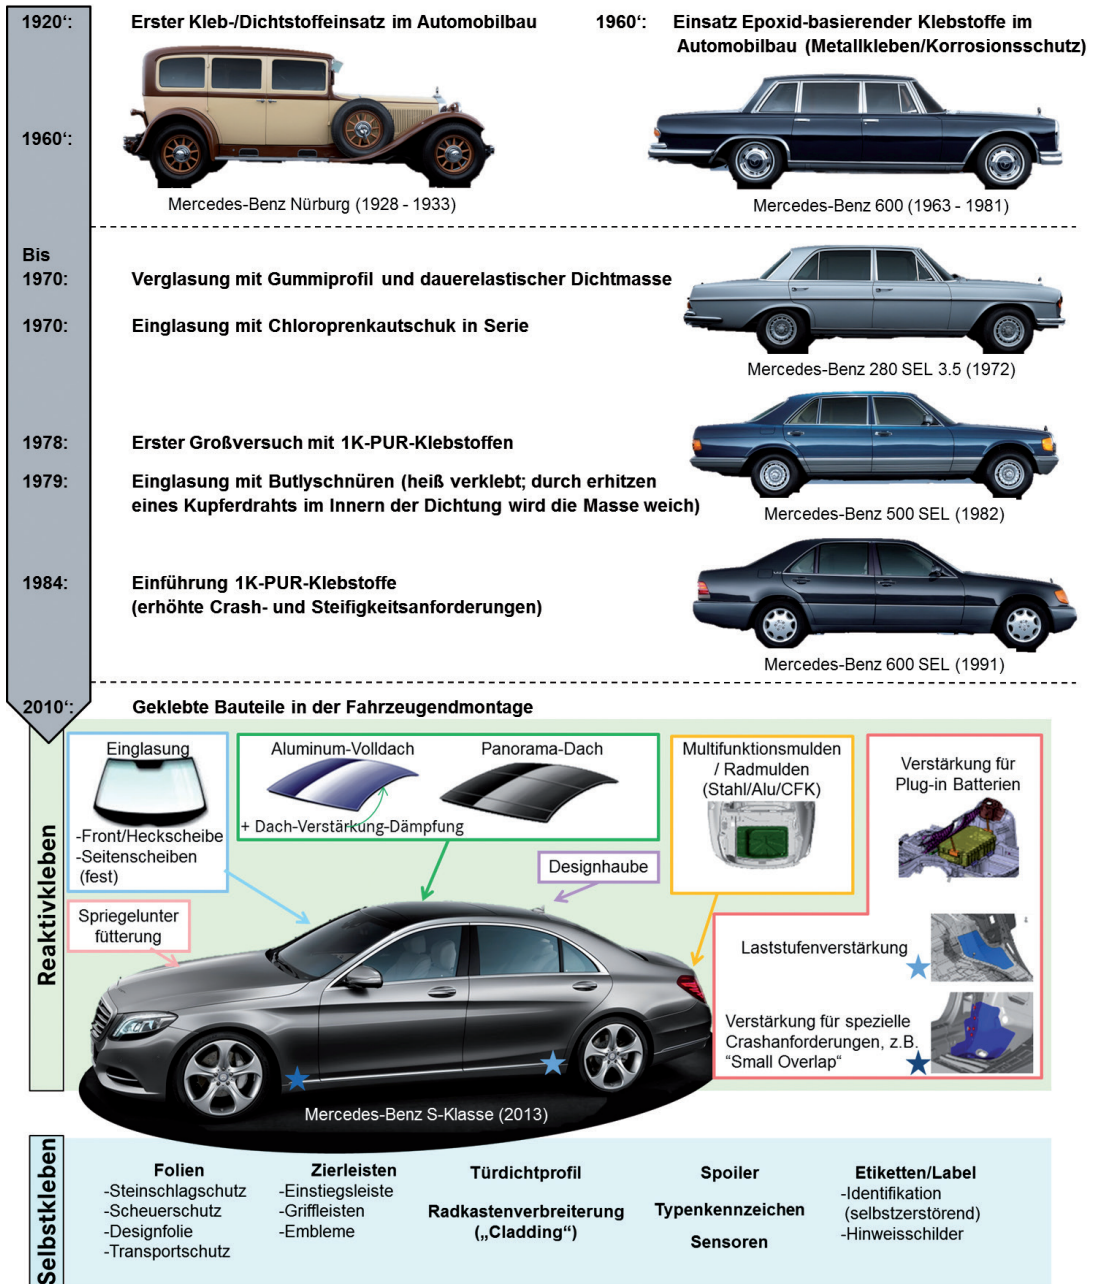 1920‘:
Erster Kleb-/Dichtstoffeinsatz im Automobilbau
1960‘:
Einsatz Epoxid-basierender Klebstoffe im
Automobilbau (Metallkleben/Korrosionsschutz)
1960‘:
Mercedes-Benz Nürburg (1928 - 1933)
Mercedes-Benz 600 (1963 - 1981)
Bis
1970:
Verglasung mit Gummiprofil und dauerelastischer Dichtmasse
1970:
Einglasung mit Chloroprenkautschuk in Serie
Mercedes-Benz 280 SEL 3.5 (1972)
1978:
Erster Großversuch mit 1K-PUR-Klebstoffen
1979:
Einglasung mit Butlyschnüren (heiß verklebt; durch erhitzen
eines Kupferdrahts im Innern der Dichtung wird die Masse weich)
Mercedes-Benz 500 SEL (1982)
1984:
Einführung 1K-PUR-Klebstoffe
(erhöhte Crash- und Steifigkeitsanforderungen)
Mercedes-Benz 600 SEL (1991)
2010‘:
Geklebte Bauteile in der Fahrzeugendmontage
Reaktivkleben
Einglasung
-Front/Heckscheibe
-Seitenscheiben
(fest)
Aluminum-Volldach
Panorama-Dach
+ Dach-Verstärkung-Dämpfung
Multifunktionsmulden
/ Radmulden
(Stahl/Alu/CFK)
Verstärkung für
Plug-in Batterien
Designhaube
Spriegelunter
fütterung
Laststufenverstärkung
Verstärkung für spezielle
Crashanforderungen, z.B.
“Small Overlap“
Mercedes-Benz S-Klasse (2013)
Selbstkleben
Folien
-Steinschlagschutz
-Scheuerschutz
-Designfolie
-Transportschutz
Zierleisten
-Einstiegsleiste
-Griffleisten
-Embleme
Türdichtprofil
Radkastenverbreiterung
(„Cladding“)
Spoiler
Typenkennzeichen
Sensoren
Etiketten/Label
-Identifikation
(selbstzerstörend)
-Hinweisschilder